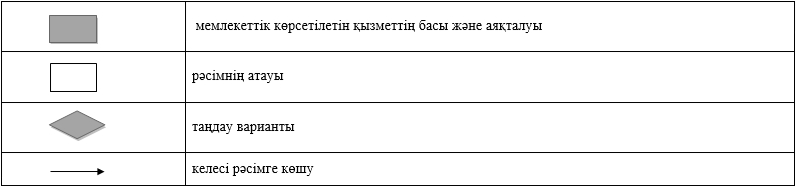 мемлекеттік көрсетілетін қызметтің басы және аяқталуы
рәсімнің атауы
таңдау варианты
келесі рәсімге көшу